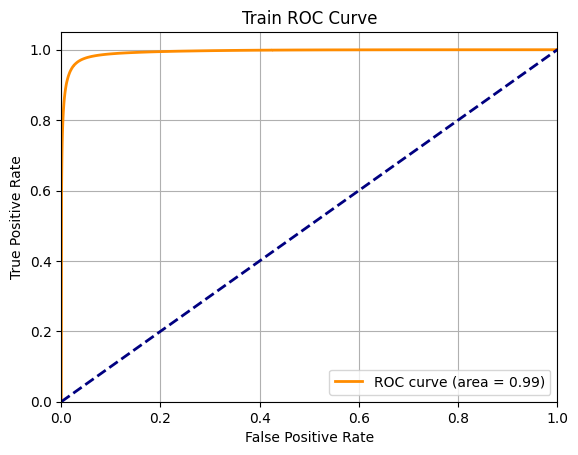 Train ROC Curve
True Positive Rate
1.0
0.8
0.6
0.4
0.2
0.0
0.0 0.2 0.4 0.6 0.8 1.0
False Positive Rate
ROC curve (area = 0.99)